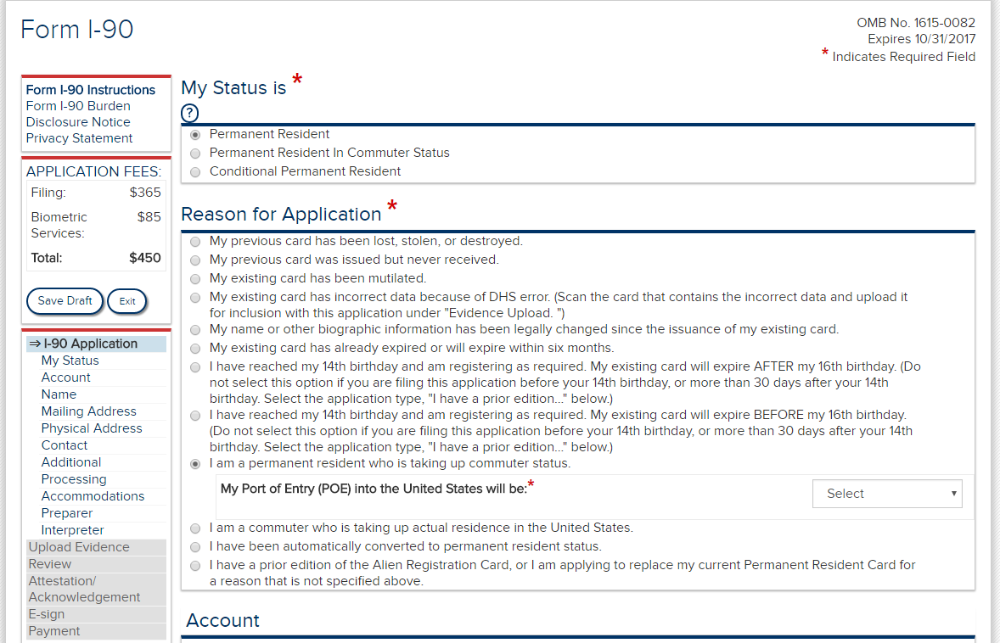 Form I-90
OMB No. 1615-0082
Expires 10/31/2017
* Indicates Required Field
Form I-90 Instructions
Form I-90 Burden
Disclosure Notice
Privacy Statement
APPLICATION FEES:
Filing: $365
Biometric $85
Services:
Total: $450
Save Draft Exit
⇒ I-90 Application
My Status
Account
Name
Mailing Address
Physical Address
Contact
Additional
Processing
Accommodations
Preparer
Interpreter
Upload Evidence
Review
Attestation/
Acknowledgement
E-sign
Payment
My Status is *
?
Permanent Resident
Permanent Resident In Commuter Status
Conditional Permanent Resident
Reason for Application *
My previous card has been lost, stolen, or destroyed.
My previous card was issued but never received.
My existing card has been mutilated.
My existing card has incorrect data because of DHS error. (Scan the card that contains the incorrect data and upload it
for inclusion with this application under "Evidence Upload. ")
My name or other biographic information has been legally changed since the issuance of my existing card.
My existing card has already expired or will expire within six months.
I have reached my 14th birthday and am registering as required. My existing card will expire AFTER my 16th birthday. (Do
not select this option if you are filing this application before your 14th birthday, or more than 30 days after your 14th
birthday. Select the application type, "I have a prior edition..." below.)
I have reached my 14th birthday and am registering as required. My existing card will expire BEFORE my 16th birthday.
(Do not select this option if you are filing this application before your 14th birthday, or more than 30 days after your 14th
birthday. Select the application type, "I have a prior edition..." below.)
I am a permanent resident who is taking up commuter status.
My Port of Entry (POE) into the United States will be:* Select
I am a commuter who is taking up actual residence in the United States.
I have been automatically converted to permanent resident status.
I have a prior edition of the Alien Registration Card, or I am applying to replace my current Permanent Resident Card for
a reason that is not specified above.
Account